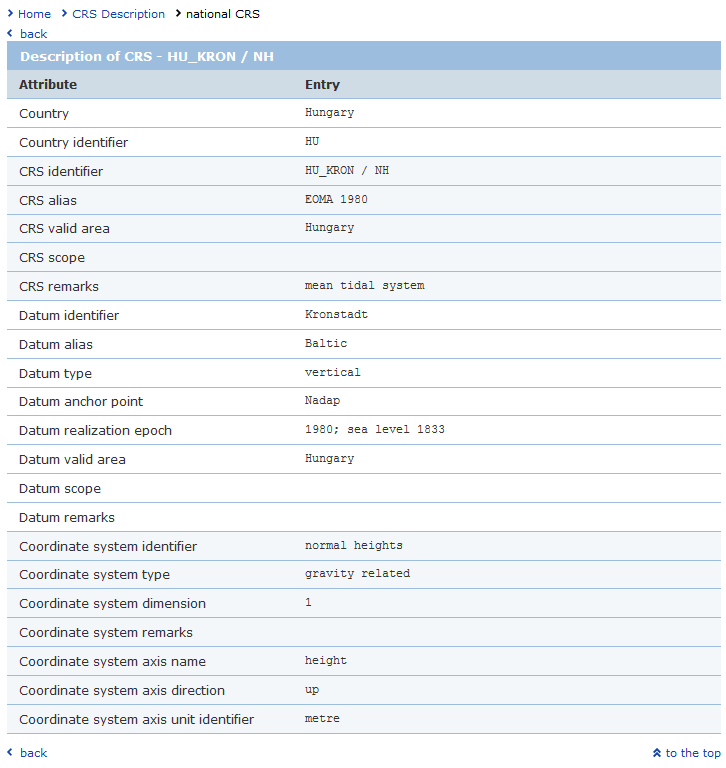 Home CRS Description national CRS
back
Description of CRS - HU_KRON / NH
Attribute Entry
Country Hungary
Country identifier HU
CRS identifier HU_KRON / NH
CRS alias EOMA 1980
CRS valid area Hungary
CRS scope
CRS remarks mean tidal system
Datum identifier Kronstadt
Datum alias Baltic
Datum type vertical
Datum anchor point Nadap
Datum realization epoch 1980; sea level 1833
Datum valid area Hungary
Datum scope
Datum remarks
Coordinate system identifier normal heights
Coordinate system type gravity related
Coordinate system dimension 1
Coordinate system remarks
Coordinate system axis name height
Coordinate system axis direction up
Coordinate system axis unit identifier metre
back to the top